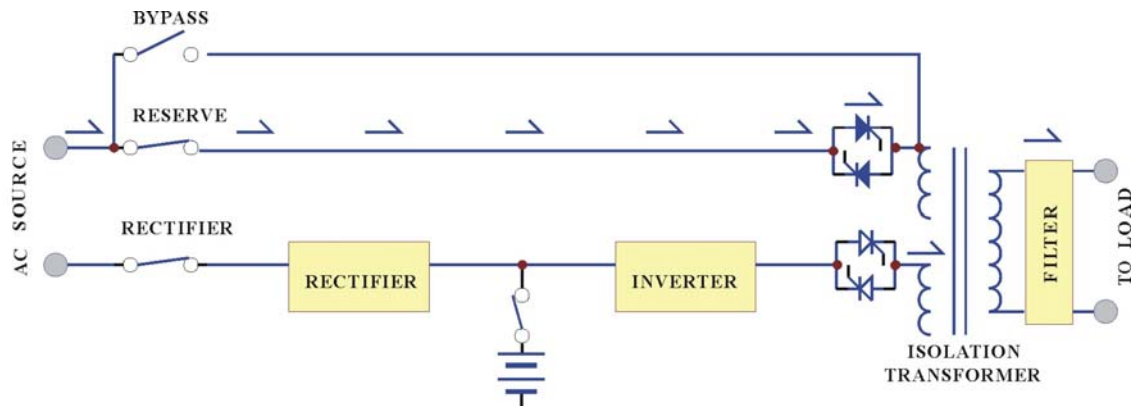 BYPASS
RESERVE
AC SOURCE
RECTIFIER
RECTIFIER
INVERTER
ISOLATION
TRANSFORMER
FILTER
TO LOAD